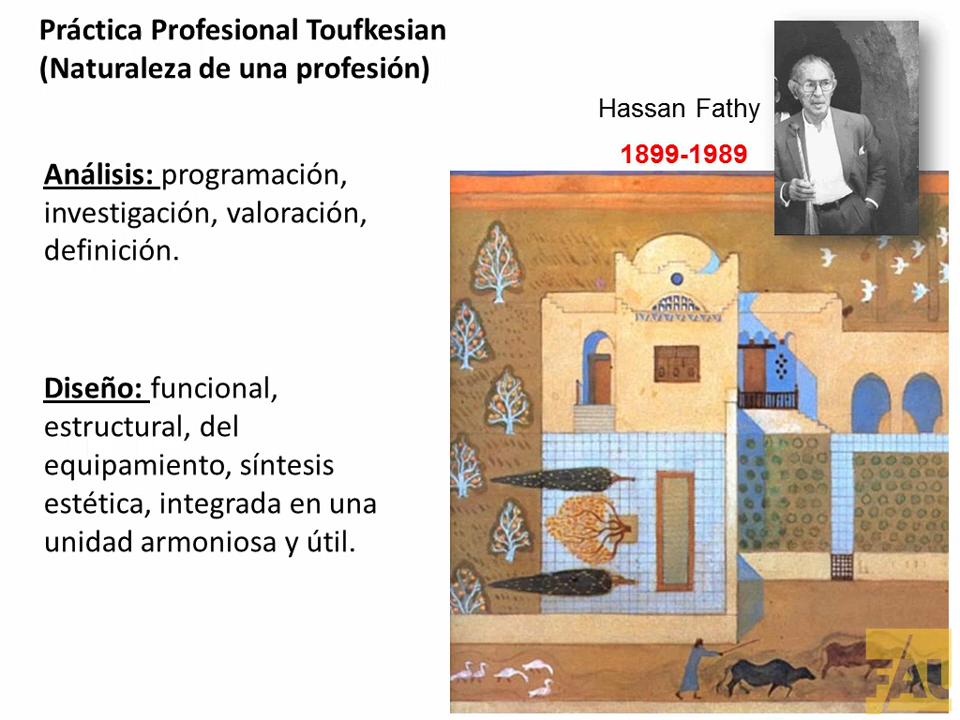 Práctica Profesional Toufkesian
(Naturaleza de una profesión)
Hassan Fathy
1899-1989
Análisis: programación,
investigación, valoración,
definición.
Diseño: funcional,
estructural, del
equipamiento, síntesis
estética, integrada en una
unidad armoniosa y útil.
FAU